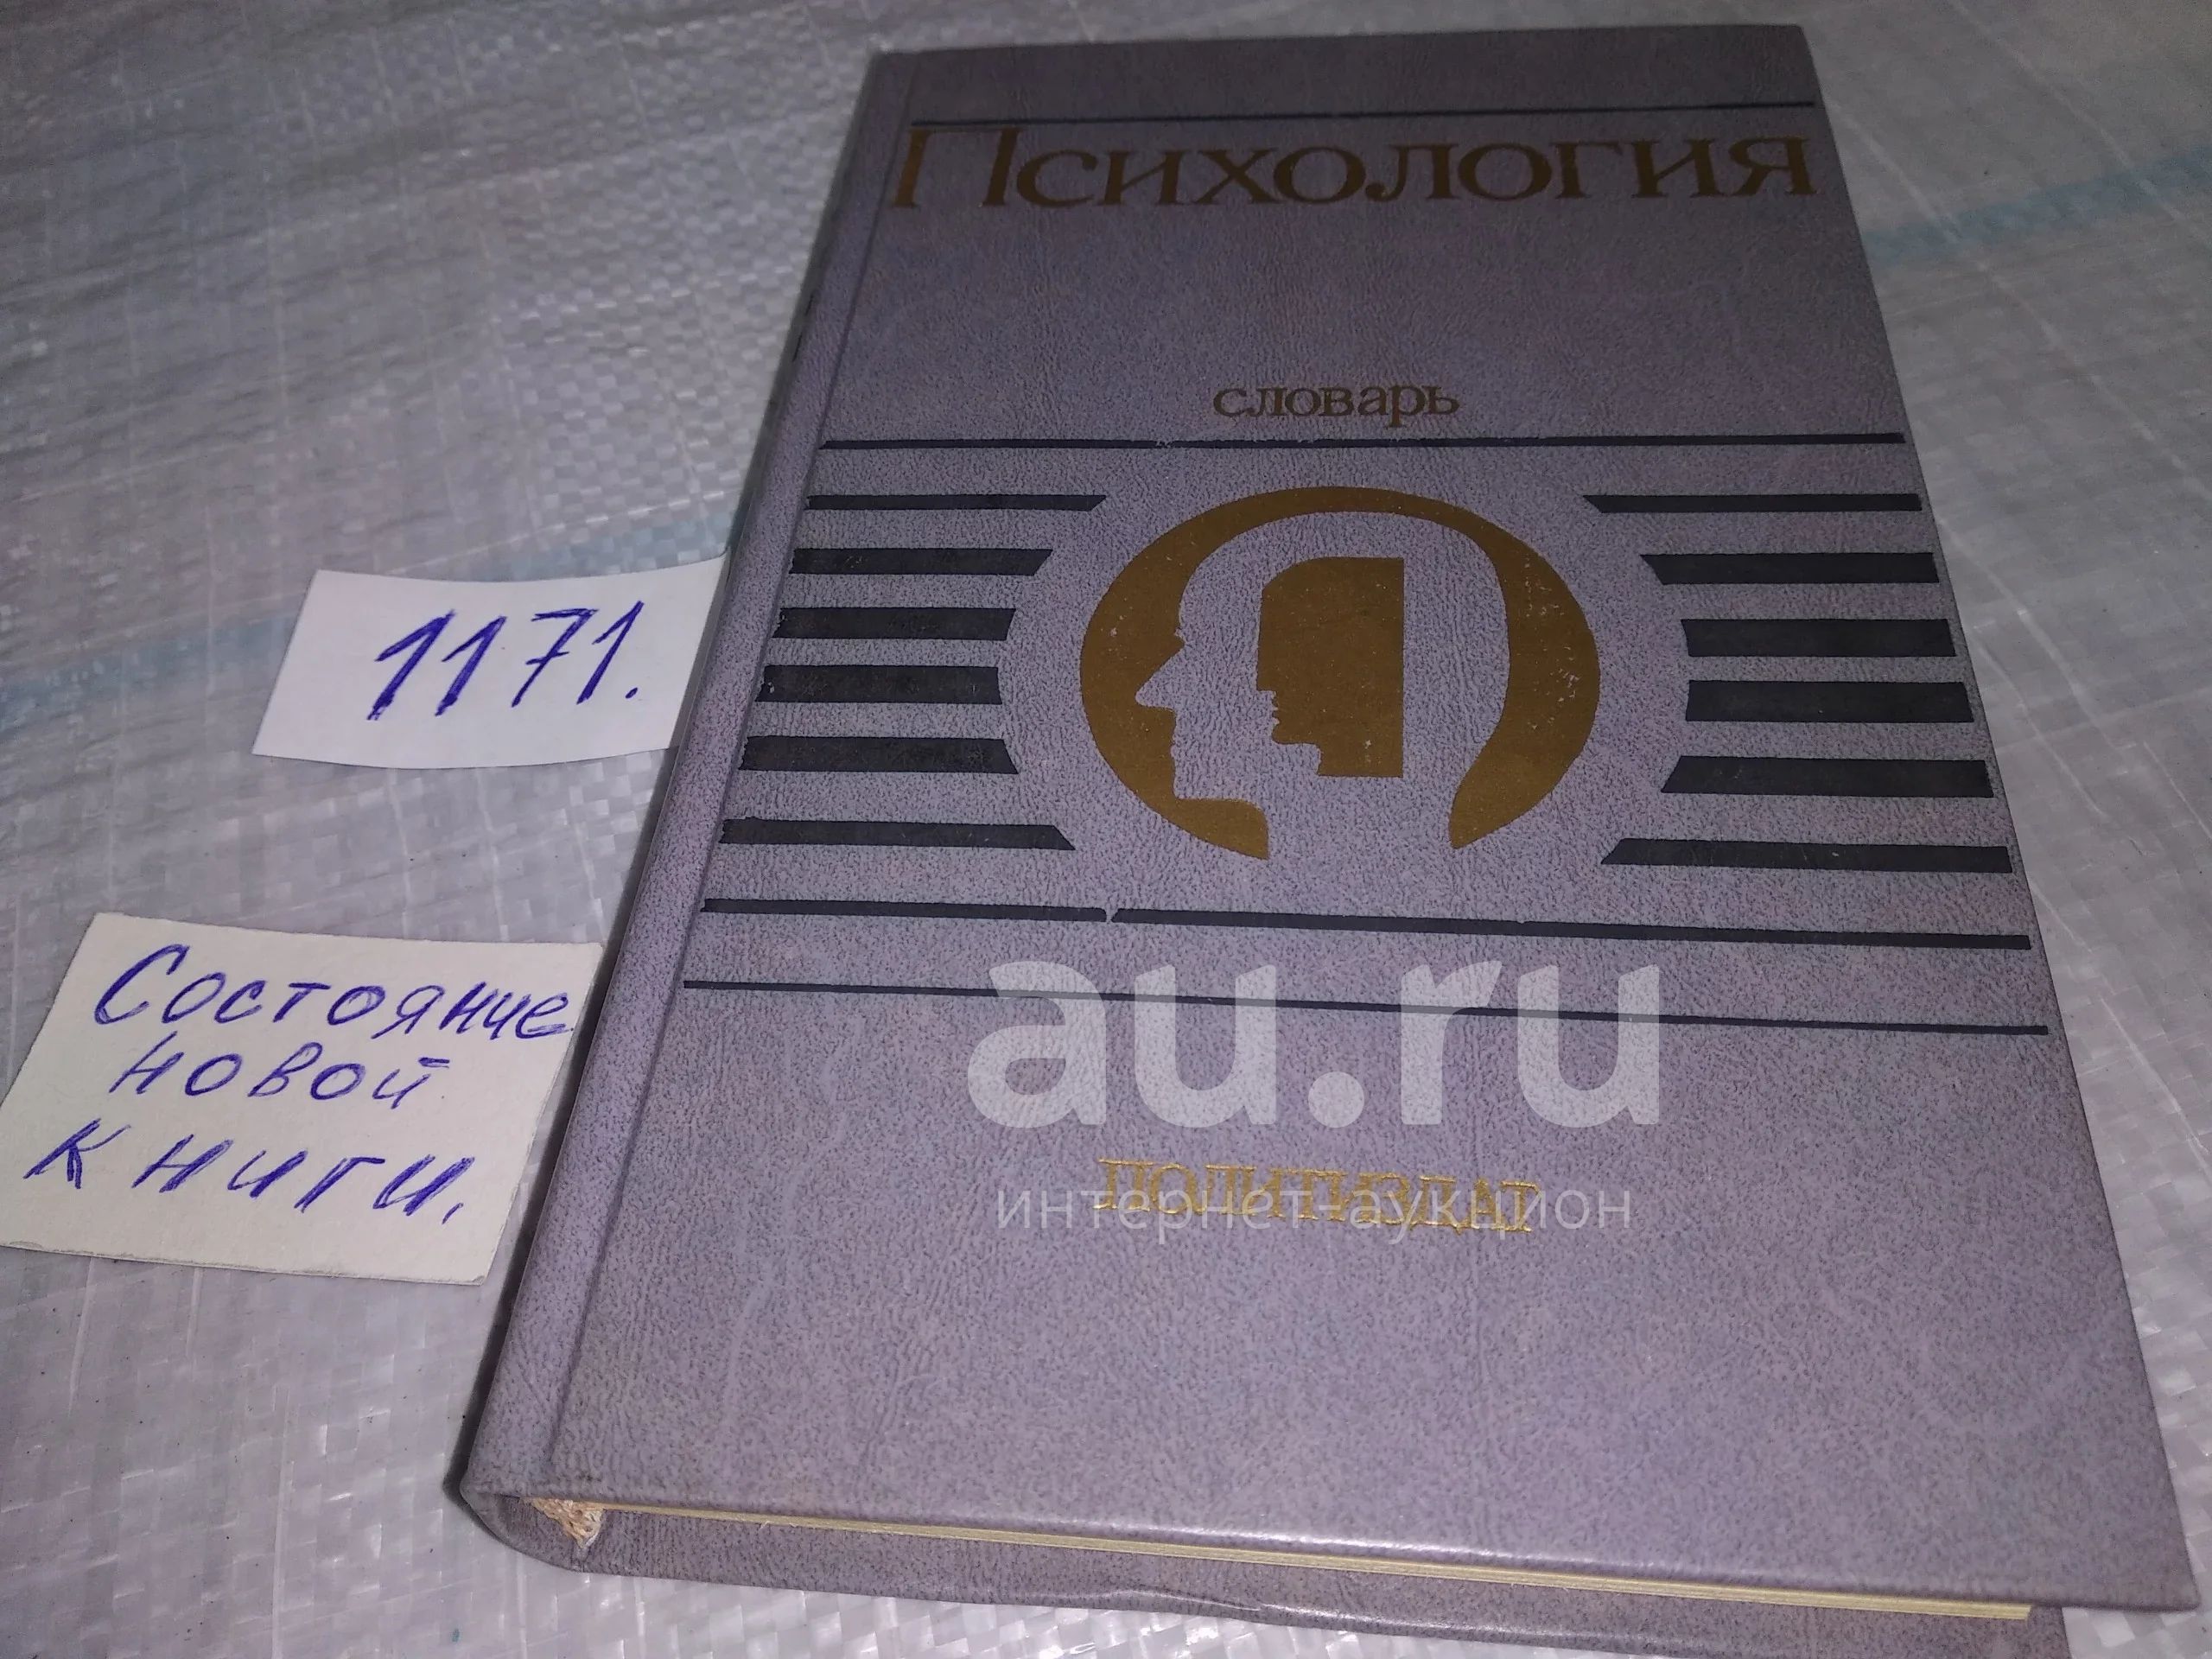 Психология
словарь
1171.
Состояние
новой
книги.
au.ru
политиздат
интернет-аукцион